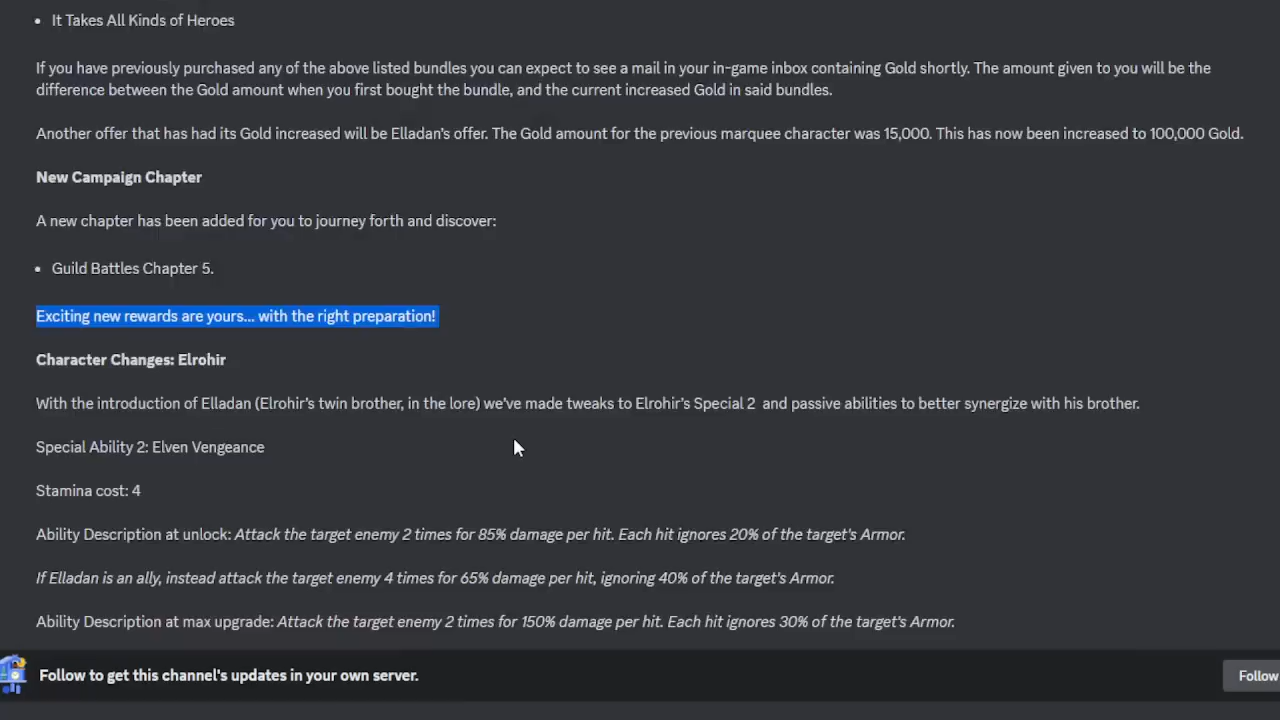 • It Takes All Kinds of Heroes
If you have previously purchased any of the above listed bundles you can expect to see a mail in your in-game inbox containing Gold shortly. The amount given to you will be the
difference between the Gold amount when you first bought the bundle, and the current increased Gold in said bundles.
Another offer that has had its Gold increased will be Elladan's offer. The Gold amount for the previous marquee character was 15,000. This has now been increased to 100,000 Gold.
New Campaign Chapter
A new chapter has been added for you to journey forth and discover:
• Guild Battles Chapter 5.
Exciting new rewards are yours... with the right preparation!
Character Changes: Elrohir
With the introduction of Elladan (Elrohir's twin brother, in the lore) we've made tweaks to Elrohir's Special 2  and passive abilities to better synergize with his brother.
Special Ability 2: Elven Vengeance
Stamina cost: 4
Ability Description at unlock: Attack the target enemy 2 times for 85% damage per hit. Each hit ignores 20% of the target's Armor.
If Elladan is an ally, instead attack the target enemy 4 times for 65% damage per hit, ignoring 40% of the target's Armor.
Ability Description at max upgrade: Attack the target enemy 2 times for 150% damage per hit. Each hit ignores 30% of the target's Armor.
Follow to get this channel's updates in your own server.
Follow